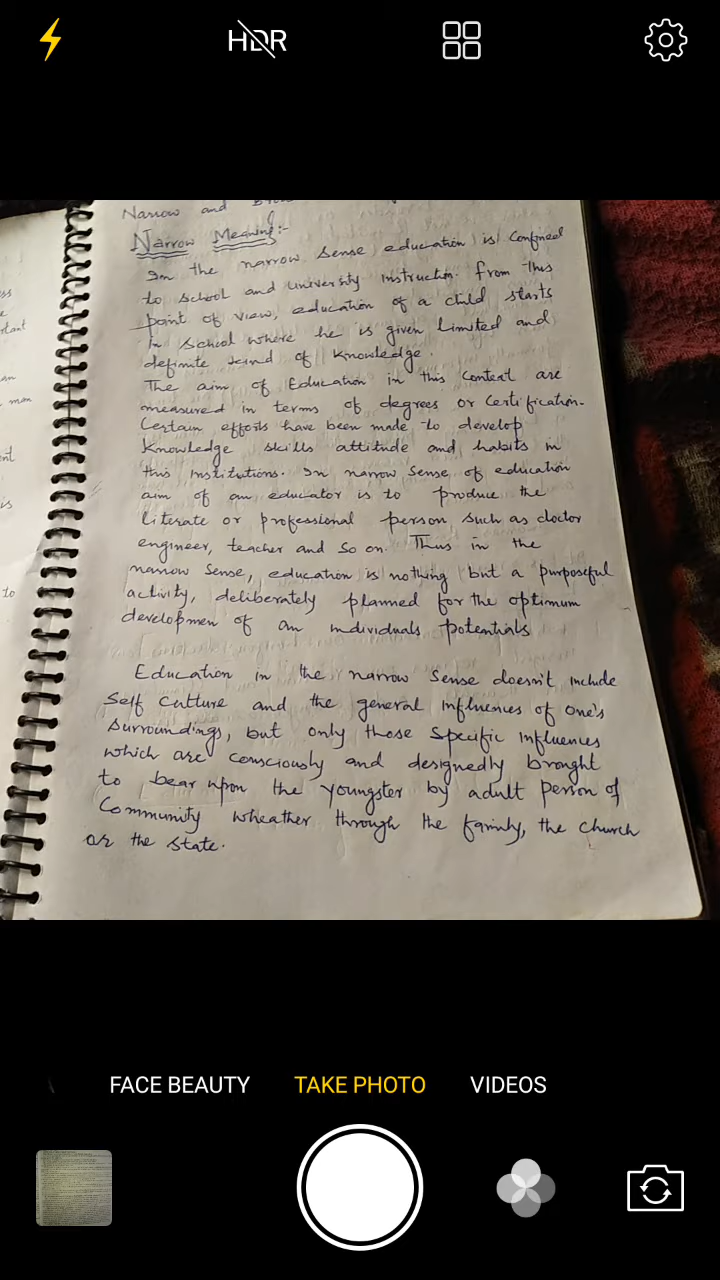 HDR
Narrow and
Narrow Meaning:-
In the narrow sense education is confined
to school and university instruction. From this
point of view, education of a child starts
in school where he is given limited and
definite kind of knowledge.
The aim of Education in this context are
measured in terms of degrees or certification.
Certain efforts have been made to develop
knowledge skills attitude and habits in
this institutions. In narrow sense of education
aim of an educator is to produce the
literate or professional person, such as doctor
engineer, teacher and so on. Thus in the
narrow sense, education is nothing but a purposeful
activity, deliberately planned for the optimum
developmen of an individuals potentials
Education in the narrow sense doesn't include
self culture and the general influences of one's
surroundings, but only those specific influences
which are consciously and designedly brought
to bear upon the youngster by adult person of
community wheather through the family, the church
or the state.
FACE BEAUTY TAKE PHOTO VIDEOS